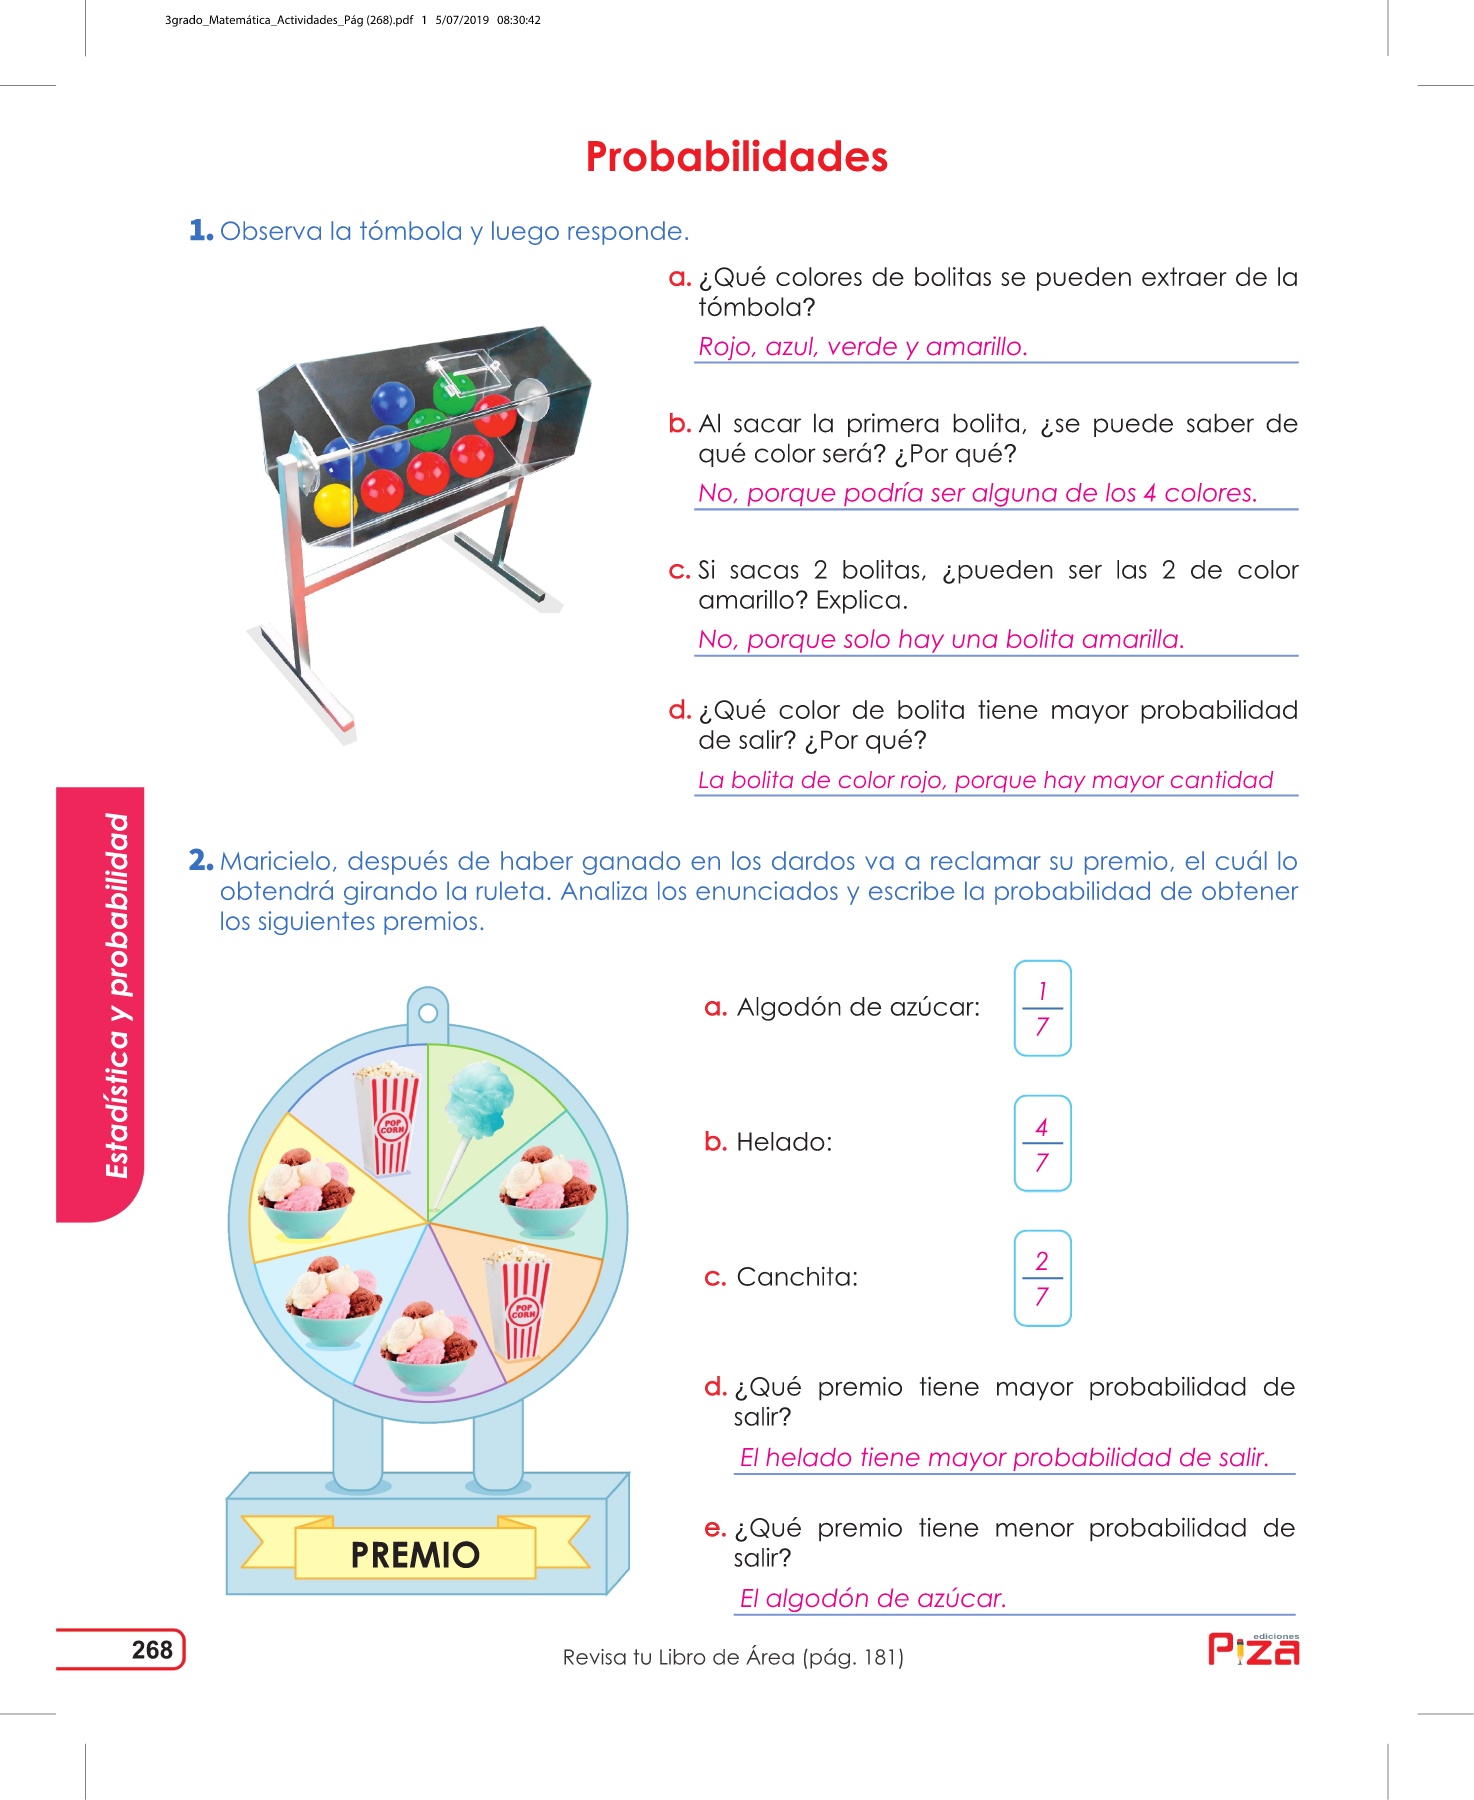 3grado_Matemática_Actividades_Pág (268).pdf 1 5/07/2019 08:30:42
Probabilidades
1. Observa la tómbola y luego responde.
a. ¿Qué colores de bolitas se pueden extraer de la
tómbola?
Rojo, azul, verde y amarillo.
b. Al sacar la primera bolita, ¿se puede saber de
qué color será? ¿Por qué?
No, porque podría ser alguna de los 4 colores.
c. Si sacas 2 bolitas, ¿pueden ser las 2 de color
amarillo? Explica.
No, porque solo hay una bolita amarilla.
d. ¿Qué color de bolita tiene mayor probabilidad
de salir? ¿Por qué?
La bolita de color rojo, porque hay mayor cantidad
Estadística y probabilidad
2. Maricielo, después de haber ganado en los dardos va a reclamar su premio, el cuál lo
obtendrá girando la ruleta. Analiza los enunciados y escribe la probabilidad de obtener
los siguientes premios.
POP
CORN
POP
CORN
PREMIO
a. Algodón de azúcar:
1
7
b. Helado:
4
7
c. Canchita:
2
7
d. ¿Qué premio tiene mayor probabilidad de
salir?
El helado tiene mayor probabilidad de salir.
e. ¿Qué premio tiene menor probabilidad de
salir?
El algodón de azúcar.
268
Revisa tu Libro de Área (pág. 181)
ediciones
Piza